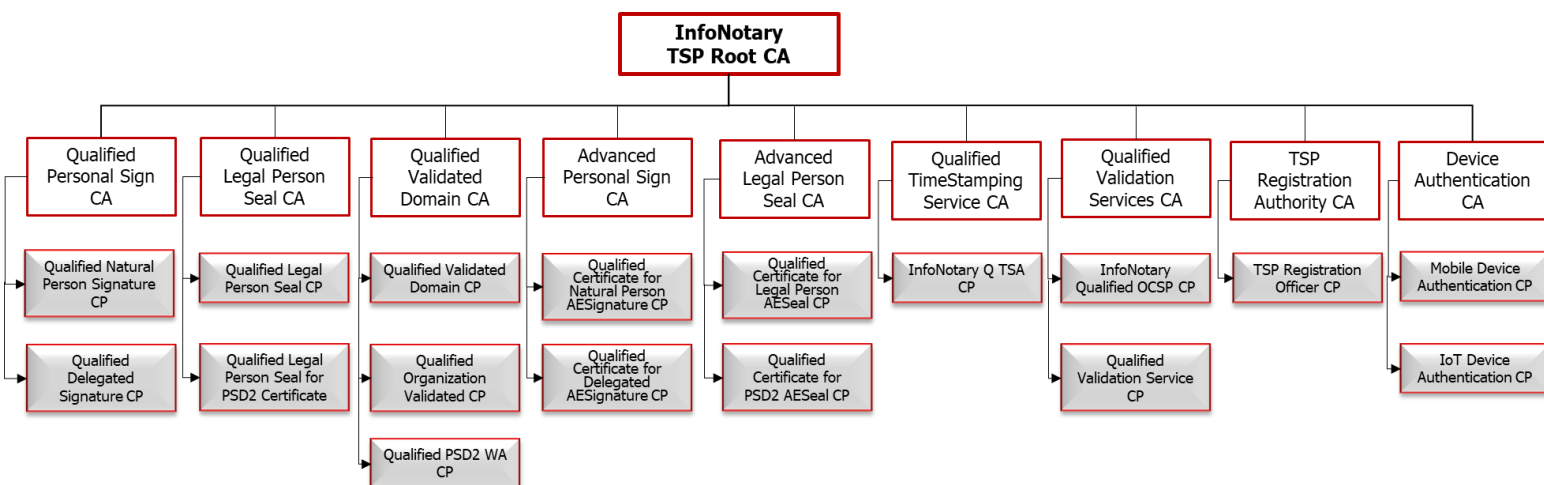 InfoNotary
TSP Root CA
Qualified
Personal Sign
CA
Qualified
Legal Person
Seal CA
Qualified
Validated
Domain CA
Advanced
Personal Sign
CA
Advanced
Legal Person
Seal CA
Qualified
TimeStamping
Service CA
Qualified
Validation
Services CA
TSP
Registration
Authority CA
Device
Authentication
CA
Qualified Natural
Person Signature
CP
Qualified Legal
Person Seal CP
Qualified Validated
Domain CP
Qualified
Certificate for
Natural Person
AESignature CP
Qualified
Certificate for
Legal Person
AESeal CP
InfoNotary Q TSA
CP
InfoNotary
Qualified OCSP CP
TSP Registration
Officer CP
Mobile Device
Authentication CP
Qualified
Delegated
Signature CP
Qualified Legal
Person Seal for
PSD2 Certificate
Qualified
Organization
Validated CP
Qualified
Certificate for
Delegated
AESignature CP
Qualified
Certificate for
PSD2 AESeal CP
Qualified
Validation Service
CP
IoT Device
Authentication CP
Qualified PSD2 WA
CP